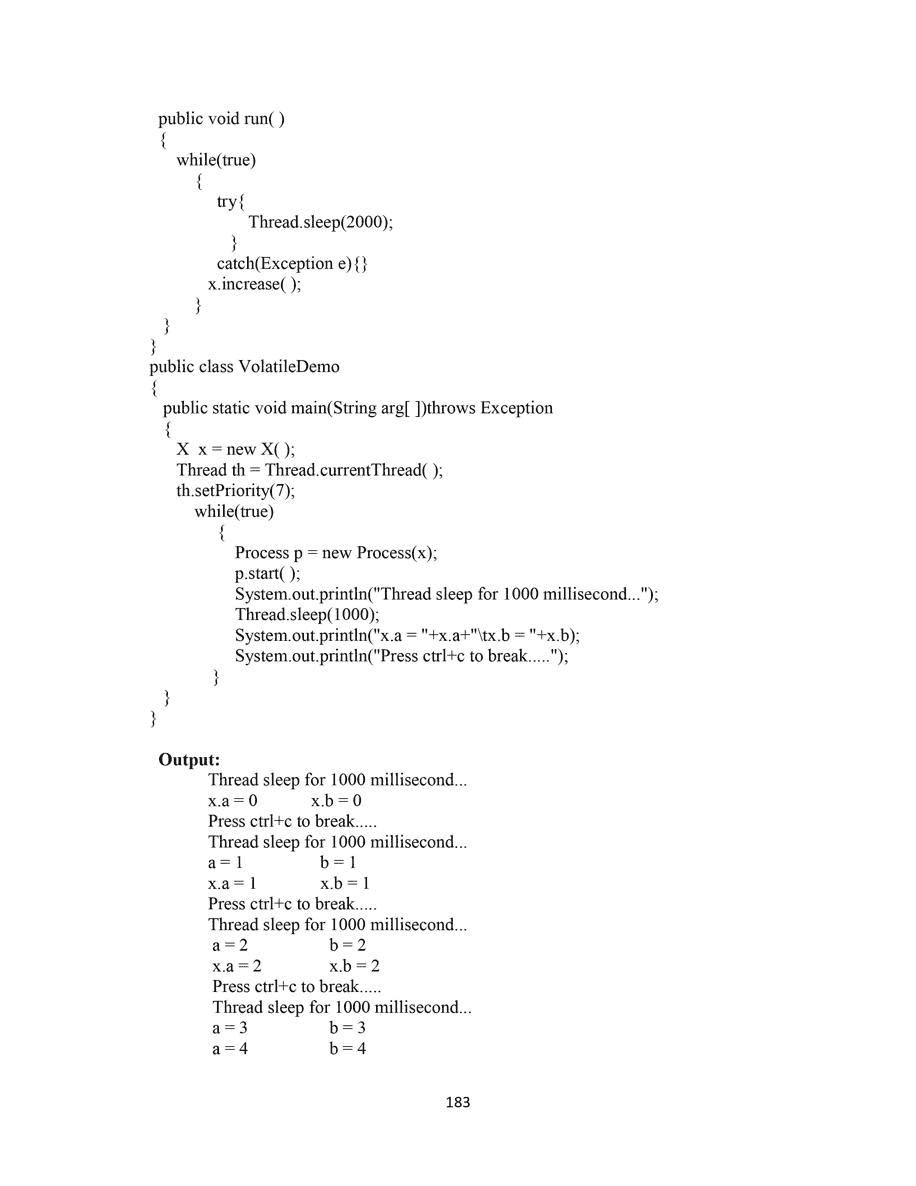 public void run( )
{
while(true)
{
try{
Thread.sleep(2000);
}
catch(Exception e){}
x.increase( );
}
}
}
public class VolatileDemo
{
public static void main(String arg[ ])throws Exception
{
X  x = new X( );
Thread th = Thread.currentThread( );
th.setPriority(7);
while(true)
{
Process p = new Process(x);
p.start( );
System.out.println("Thread sleep for 1000 millisecond...");
Thread.sleep(1000);
System.out.println("x.a = "+x.a+"\tx.b = "+x.b);
System.out.println("Press ctrl+c to break.....");
}
}
}
Output:
Thread sleep for 1000 millisecond...
x.a = 0 x.b = 0
Press ctrl+c to break.....
Thread sleep for 1000 millisecond...
a = 1 b = 1
x.a = 1 x.b = 1
Press ctrl+c to break.....
Thread sleep for 1000 millisecond...
a = 2 b = 2
x.a = 2 x.b = 2
Press ctrl+c to break.....
Thread sleep for 1000 millisecond...
a = 3 b = 3
a = 4 b = 4
183